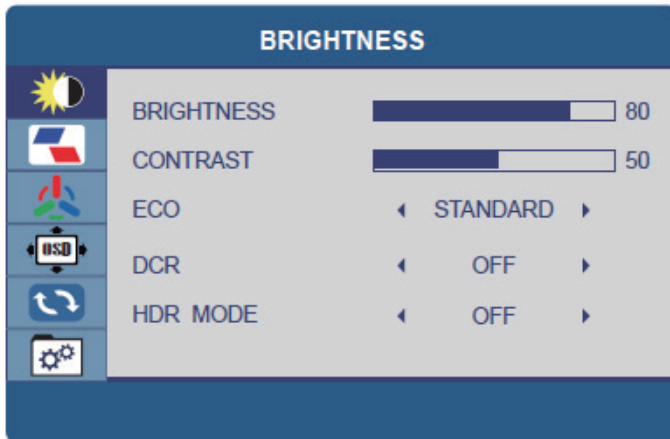 BRIGHTNESS
BRIGHTNESS 80
CONTRAST 50
ECO STANDARD
DCR OFF
OSD
HDR MODE OFF